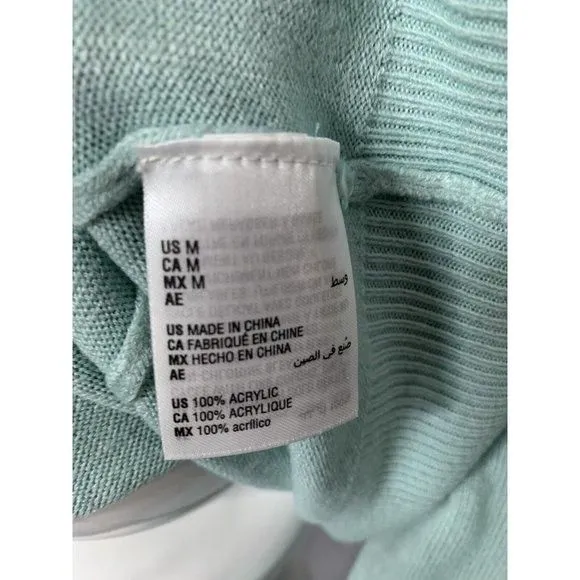 US M
CA M
MX M وسط
AE
US MADE IN CHINA
CA FABRIQUÉ EN CHINE
MX HECHO EN CHINA
AE صُنع في الصين
US 100% ACRYLIC
CA 100% ACRYLIQUE
MX 100% acrílico